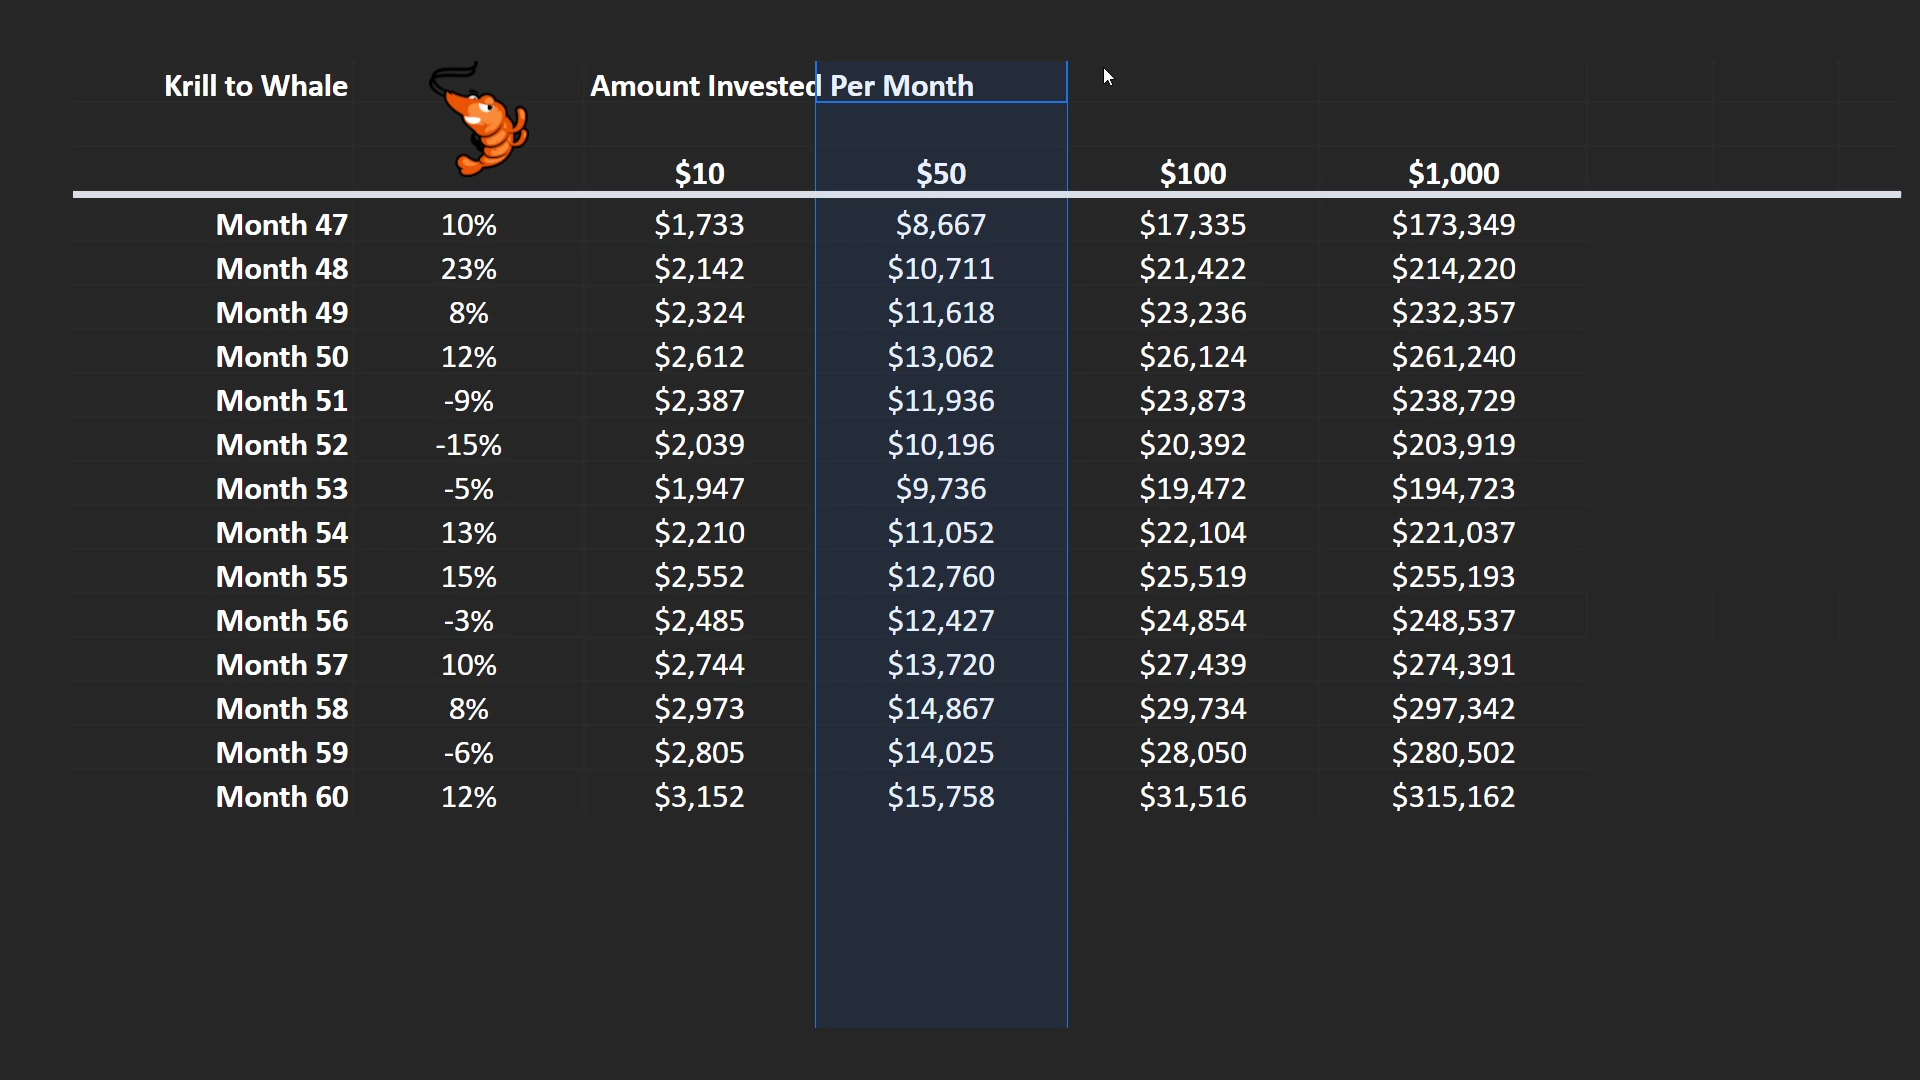 Krill to Whale Amount Invested Per Month
$10 $50 $100 $1,000
Month 47 10% $1,733 $8,667 $17,335 $173,349
Month 48 23% $2,142 $10,711 $21,422 $214,220
Month 49 8% $2,324 $11,618 $23,236 $232,357
Month 50 12% $2,612 $13,062 $26,124 $261,240
Month 51 -9% $2,387 $11,936 $23,873 $238,729
Month 52 -15% $2,039 $10,196 $20,392 $203,919
Month 53 -5% $1,947 $9,736 $19,472 $194,723
Month 54 13% $2,210 $11,052 $22,104 $221,037
Month 55 15% $2,552 $12,760 $25,519 $255,193
Month 56 -3% $2,485 $12,427 $24,854 $248,537
Month 57 10% $2,744 $13,720 $27,439 $274,391
Month 58 8% $2,973 $14,867 $29,734 $297,342
Month 59 -6% $2,805 $14,025 $28,050 $280,502
Month 60 12% $3,152 $15,758 $31,516 $315,162